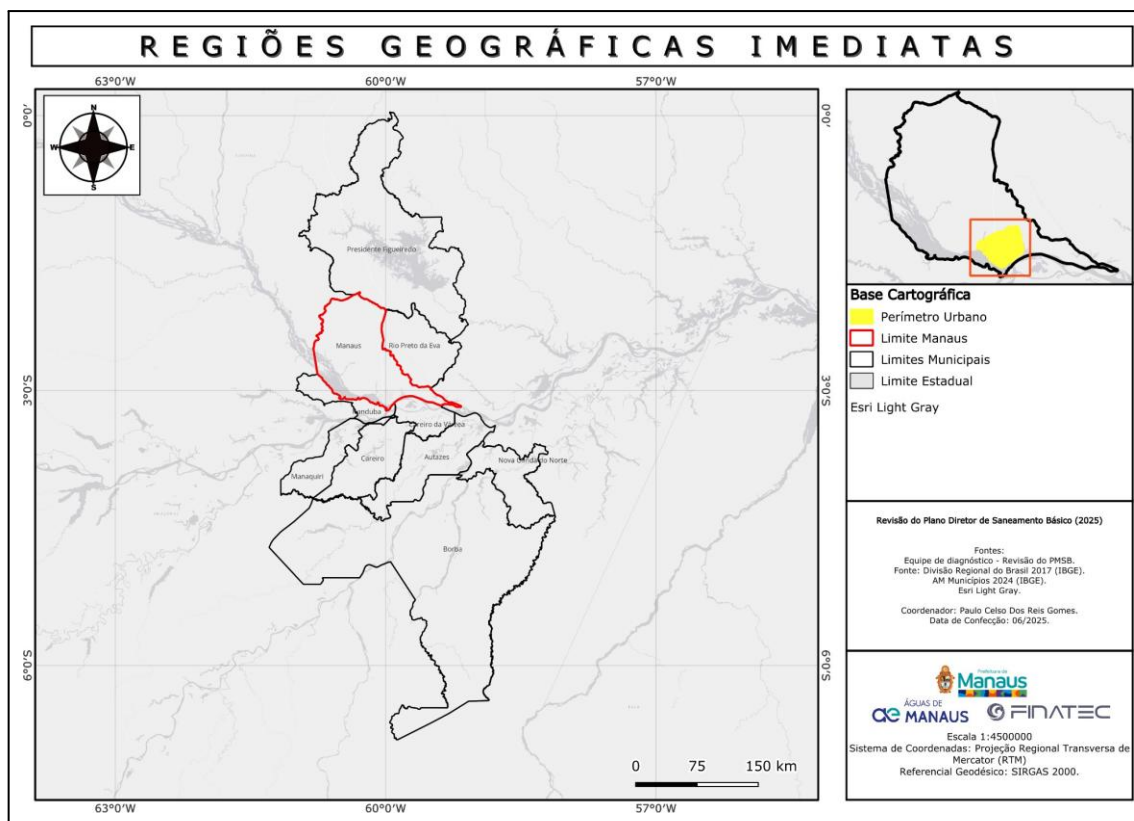 REGIÕES GEOGRÁFICAS IMEDIATAS
63°0'W 60°0'W 57°0'W
0°0'
3°0'S
6°0'S
N
W E
S
Presidente Figueiredo
Manaus
Rio Preto da Eva
Careiro da Várzea
Careiro
Autazes
Nova Olinda do Norte
Manaquiri
Borba
0 75 150 km
63°0'W 60°0'W 57°0'W
0°0'
3°0'S
6°0'S
Base Cartográfica
Perímetro Urbano
Limite Manaus
Limites Municipais
Limite Estadual
Esri Light Gray
Revisão do Plano Diretor de Saneamento Básico (2025)
Fontes:
Equipe de diagnóstico - Revisão do PMSB.
Fonte: Divisão Regional do Brasil 2017 (IBGE).
AM Municípios 2024 (IBGE).
Esri Light Gray.
Coordenador: Paulo Celso Dos Reis Gomes.
Data de Confecção: 06/2025.
Prefeitura de
Manaus
ÁGUAS DE
MANAUS
FINATEC
Escala 1:4500000
Sistema de Coordenadas: Projeção Regional Transversa de
Mercator (RTM)
Referencial Geodésico: SIRGAS 2000.